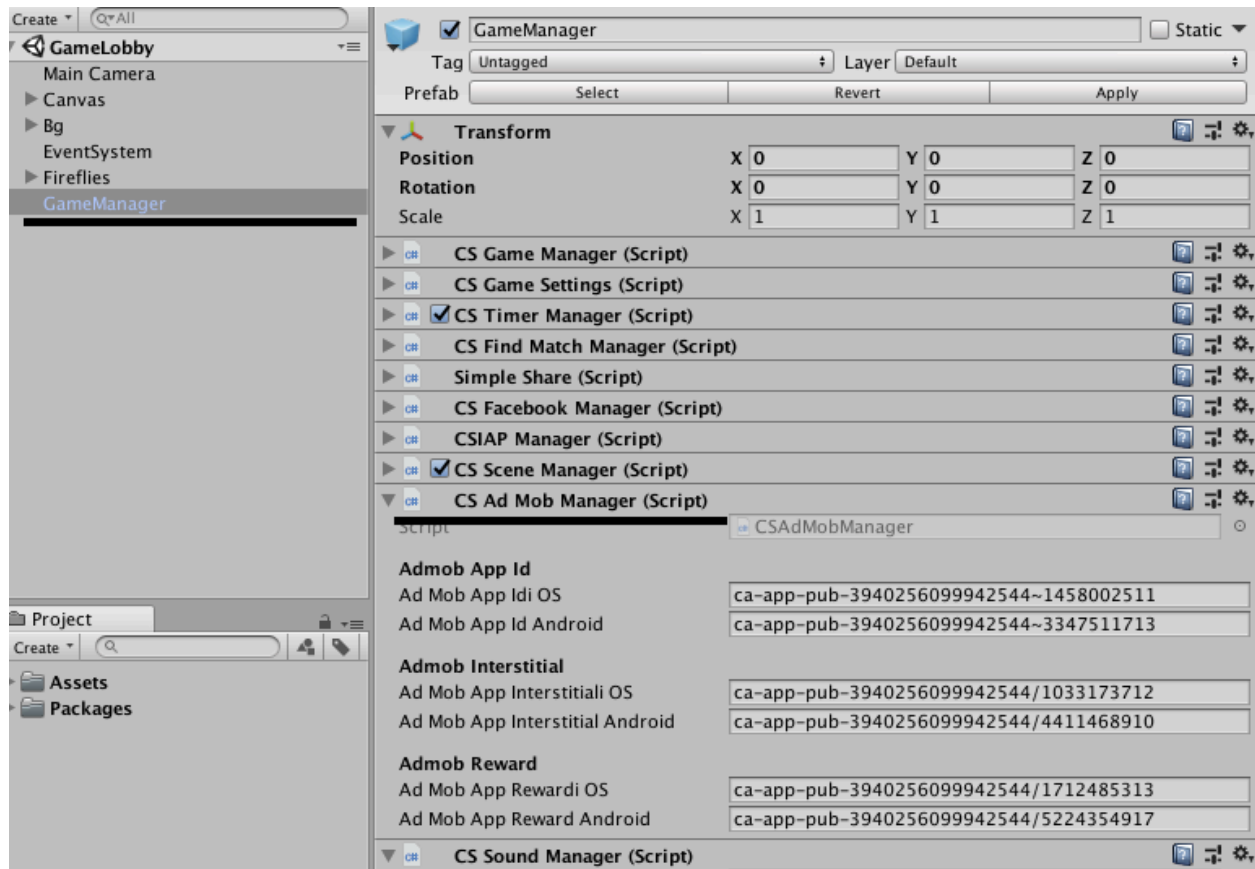 Create
All
GameLobby
Main Camera
Canvas
Bg
EventSystem
Fireflies
GameManager
Project
Create
Assets
Packages
GameManager
Static
Tag Untagged Layer Default
Prefab Select Revert Apply
Transform
Position X 0 Y 0 Z 0
Rotation X 0 Y 0 Z 0
Scale X 1 Y 1 Z 1
C# CS Game Manager (Script)
C# CS Game Settings (Script)
C# CS Timer Manager (Script)
C# CS Find Match Manager (Script)
C# Simple Share (Script)
C# CS Facebook Manager (Script)
C# CSIAP Manager (Script)
C# CS Scene Manager (Script)
C# CS Ad Mob Manager (Script)
Script CSAdMobManager
Admob App Id
Ad Mob App Idi OS ca-app-pub-3940256099942544~1458002511
Ad Mob App Id Android ca-app-pub-3940256099942544~3347511713
Admob Interstitial
Ad Mob App Interstitiali OS ca-app-pub-3940256099942544/1033173712
Ad Mob App Interstitial Android ca-app-pub-3940256099942544/4411468910
Admob Reward
Ad Mob App Rewardi OS ca-app-pub-3940256099942544/1712485313
Ad Mob App Reward Android ca-app-pub-3940256099942544/5224354917
C# CS Sound Manager (Script)